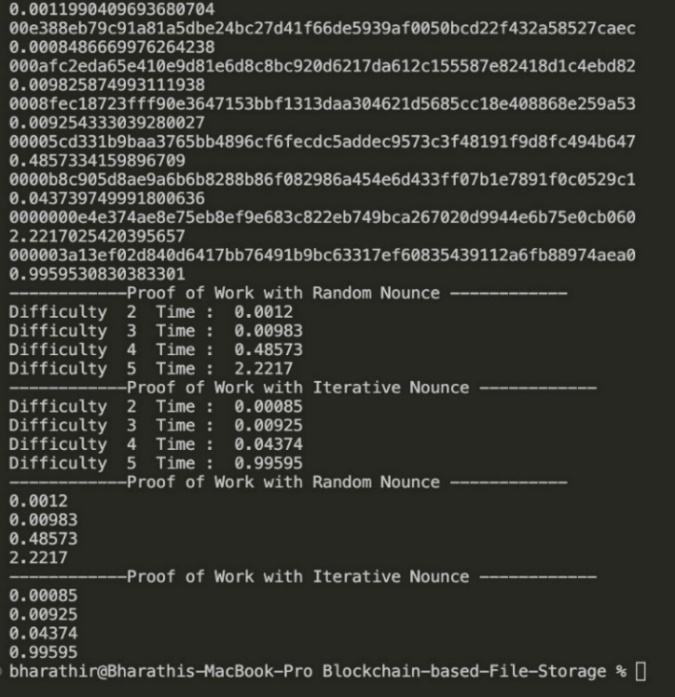 0.0011990409693680704
00e388eb79c91a81a5dbe24bc27d41f66de5939af0050bcd22f432a58527caec
0.0008486669976264238
000afc2eda65e410e9d81e6d8c8bc920d6217da612c155587e82418d1c4ebd82
0.009825874993111938
0008fec18723fff90e3647153bbf1313daa304621d5685cc18e408868e259a53
0.009254333039280027
00005cd331b9baa3765bb4896cf6fecdc5addec9573c3f48191f9d8fc494b647
0.4857334159896709
0000b8c905d8ae9a6b6b8288b86f082986a454e6d433ff07b1e7891f0c0529c1
0.043739749991800636
0000000e4e374ae8e75eb8ef9e683c822eb749bca267020d9944e6b75e0cb060
2.2217025420395657
000003a13ef02d840d6417bb76491b9bc63317ef60835439112a6fb88974aea0
0.9959530830383301
------------Proof of Work with Random Nounce ------------
Difficulty  2  Time :  0.0012
Difficulty  3  Time :  0.00983
Difficulty  4  Time :  0.48573
Difficulty  5  Time :  2.2217
------------Proof of Work with Iterative Nounce ------------
Difficulty  2  Time :  0.00085
Difficulty  3  Time :  0.00925
Difficulty  4  Time :  0.04374
Difficulty  5  Time :  0.99595
------------Proof of Work with Random Nounce ------------
0.0012
0.00983
0.48573
2.2217
------------Proof of Work with Iterative Nounce ------------
0.00085
0.00925
0.04374
0.99595
bharathir@Bharathis-MacBook-Pro Blockchain-based-File-Storage %